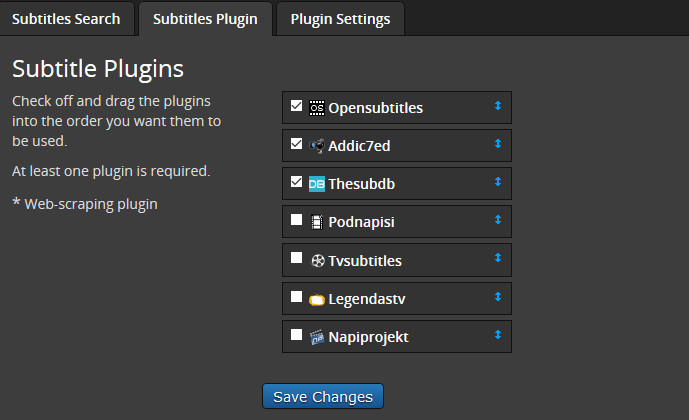 Subtitles Search
Subtitles Plugin
Plugin Settings
Subtitle Plugins
Check off and drag the plugins
into the order you want them to
be used.
At least one plugin is required.
* Web-scraping plugin
OS Opensubtitles
Addic7ed
DB Thesubdb
Podnapisi
Tvsubtitles
Legendastv
Napiprojekt
Save Changes